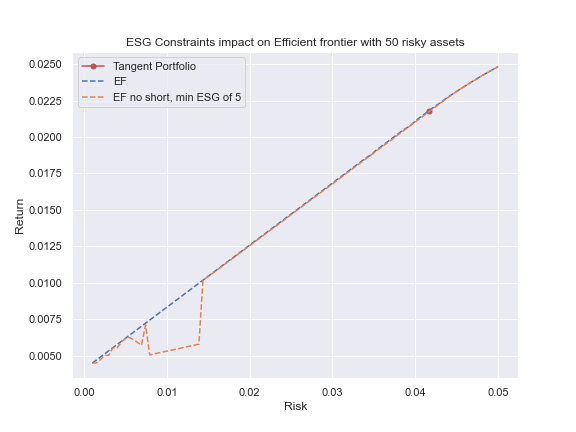 ESG Constraints impact on Efficient frontier with 50 risky assets
Tangent Portfolio
EF
EF no short, min ESG of 5
0.0250
0.0225
0.0200
0.0175
0.0150
0.0125
0.0100
0.0075
0.0050
Return
0.00 0.01 0.02 0.03 0.04 0.05
Risk